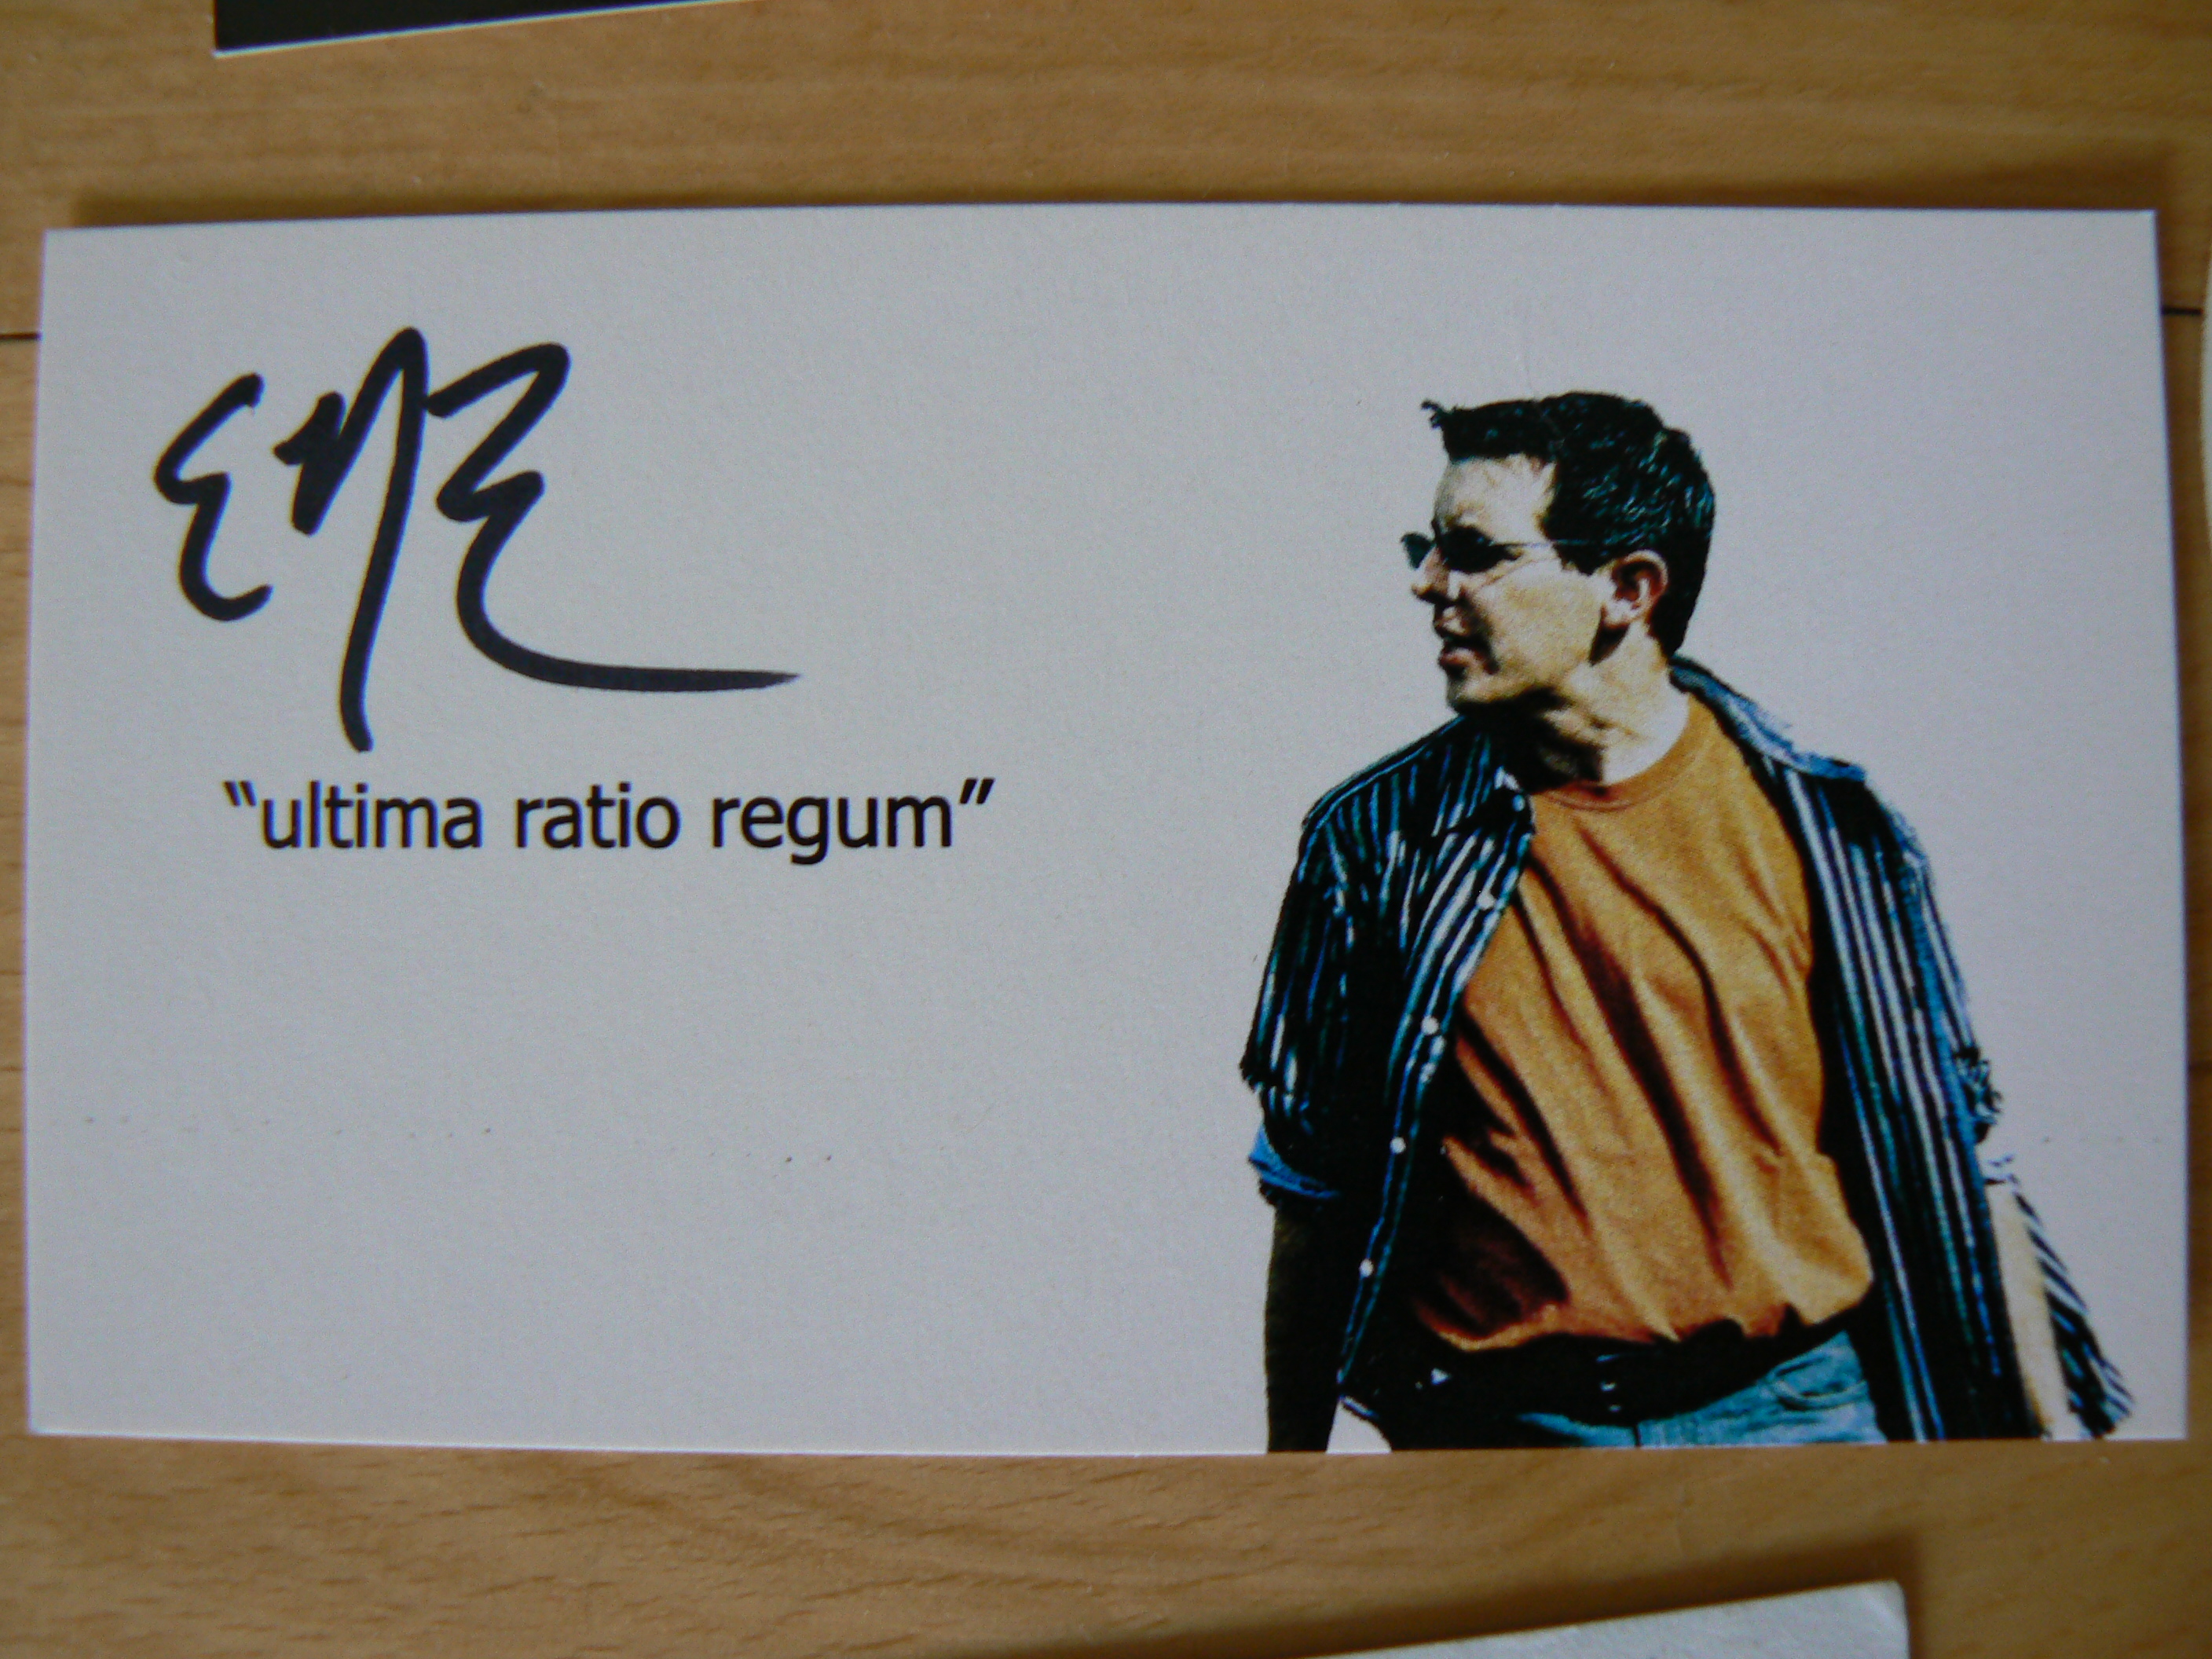 “ultima ratio regum”